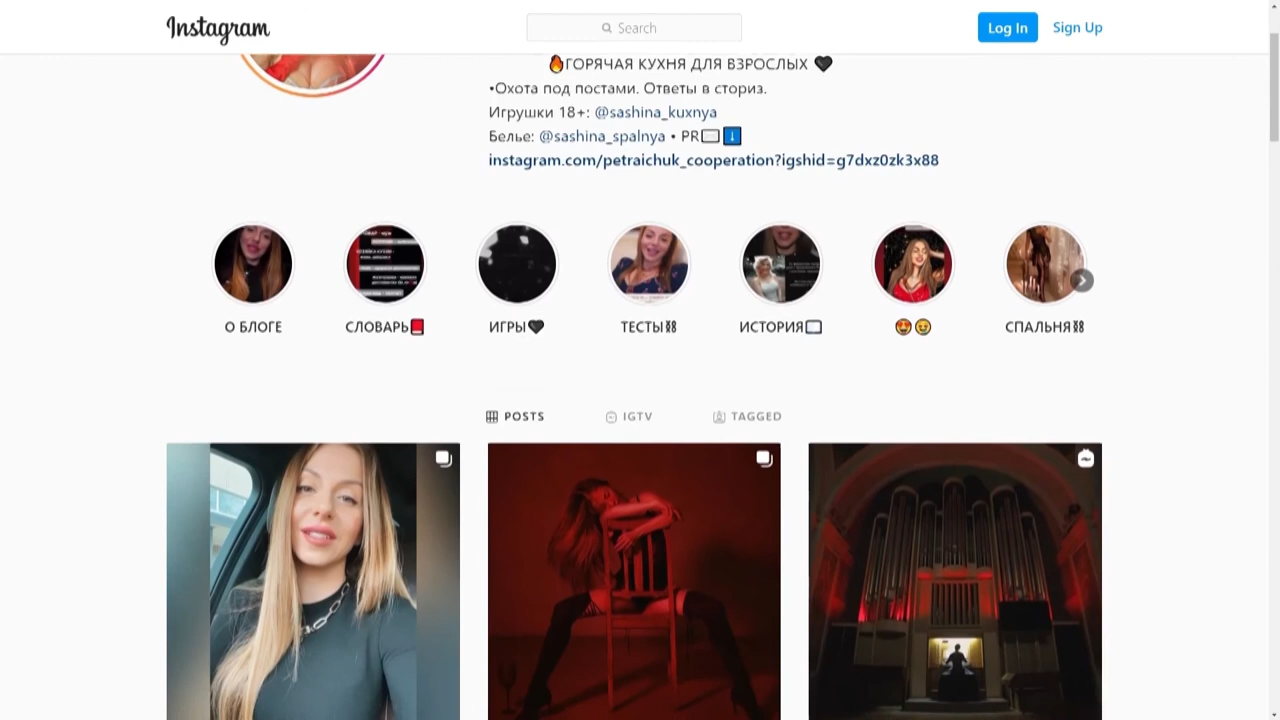 Instagram
Search
Log In
Sign Up
🔥ГОРЯЧАЯ КУХНЯ ДЛЯ ВЗРОСЛЫХ 🖤
•Охота под постами. Ответы в сториз.
Игрушки 18+: @sashina_kuxnya
Белье: @sashina_spalnya • PR⬇
instagram.com/petraichuk_cooperation?igshid=g7dxz0zk3x88
О БЛОГЕ
СЛОВАРЬ📕
ИГРЫ🖤
ТЕСТЫ⛓
ИСТОРИЯ
😍😉
СПАЛЬНЯ⛓
POSTS
IGTV
TAGGED